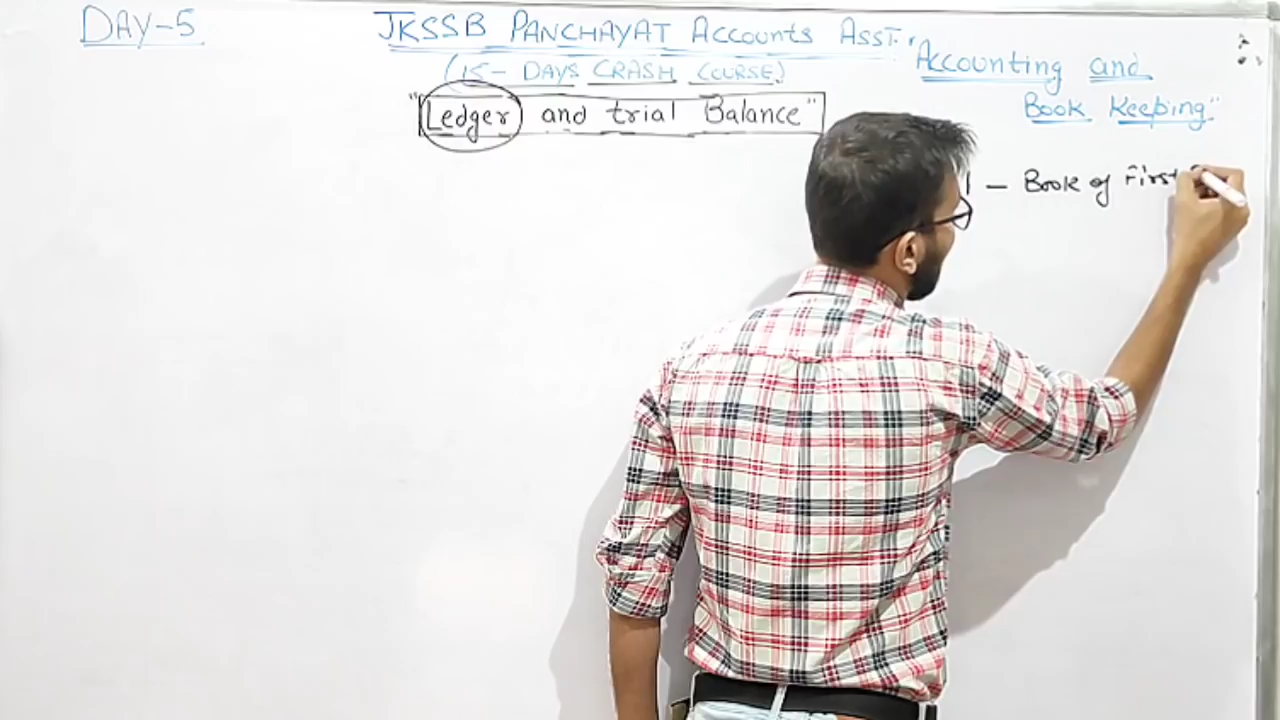 DAY-5
JKSSB PANCHAYAT Accounts ASST.
(15-DAYS CRASH COURSE)
"Accounting and
Book Keeping"
"Ledger and trial Balance"
– Book of First